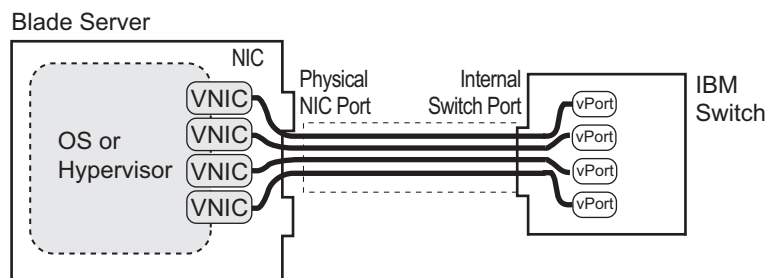 Blade Server
NIC
Physical
NIC Port
Internal
Switch Port
IBM
Switch
OS or
Hypervisor
VNIC
VNIC
VNIC
VNIC
vPort
vPort
vPort
vPort